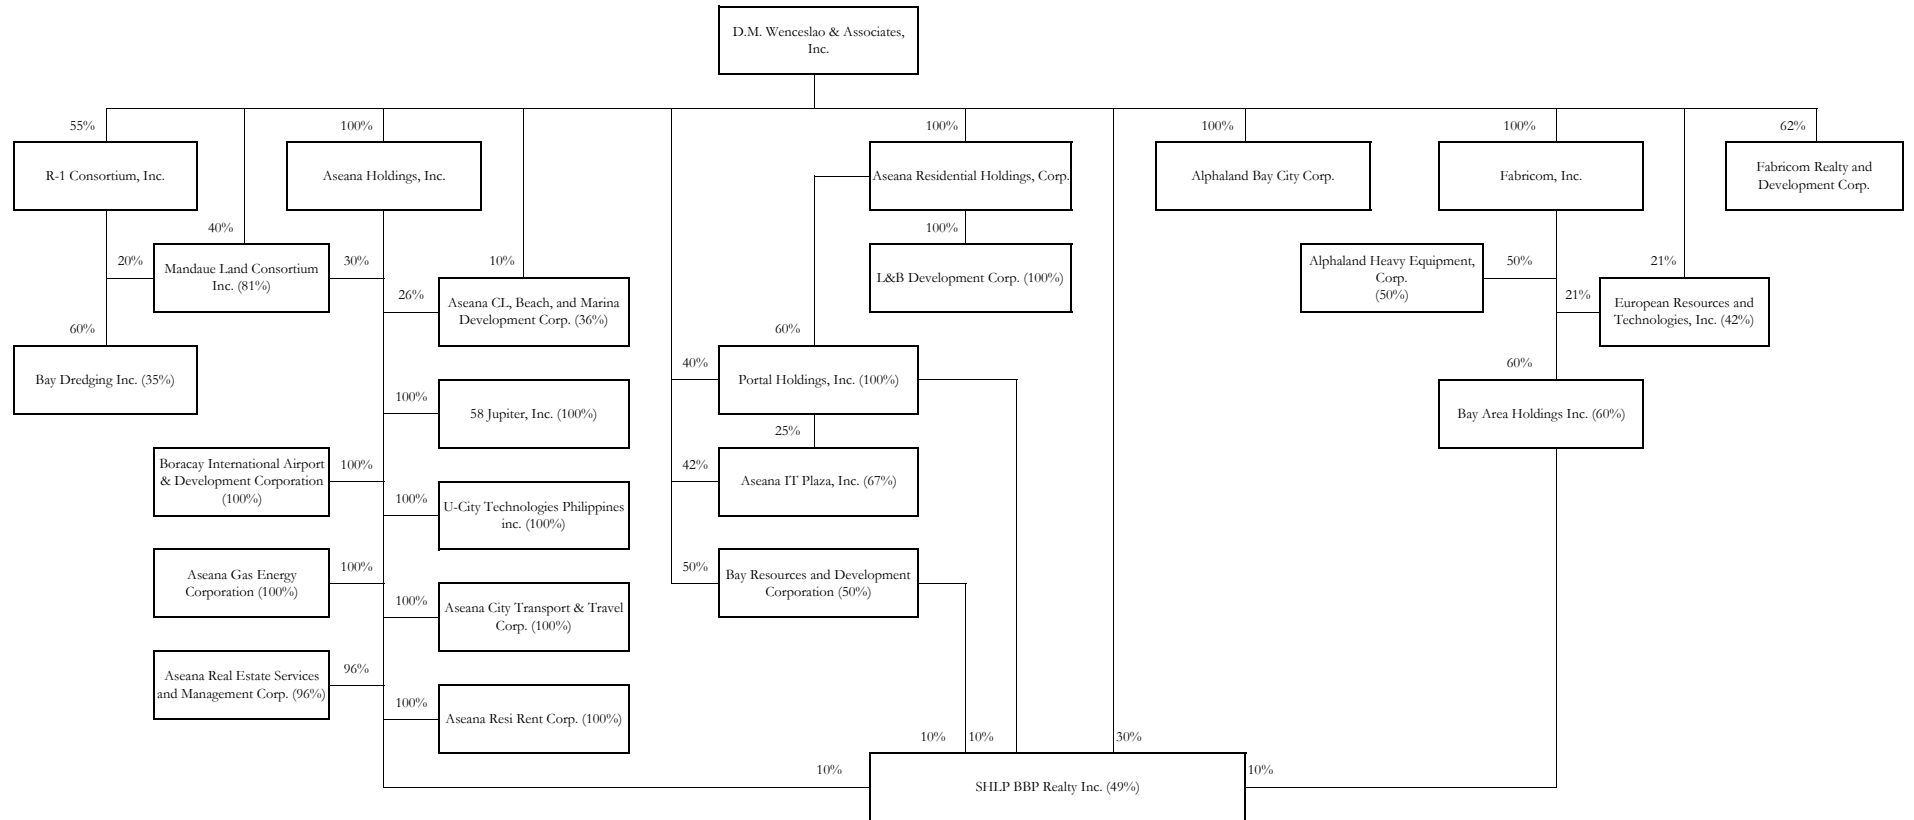 D.M. Wenceslao & Associates,
Inc.
55%
100%
100%
100%
100%
62%
R-1 Consortium, Inc.
Aseana Holdings, Inc.
Aseana Residential Holdings, Corp.
Alphaland Bay City Corp.
Fabricom, Inc.
Fabricom Realty and
Development Corp.
40%
100%
20%
Mandaue Land Consortium
Inc. (81%)
30%
10%
26%
Aseana CL, Beach, and Marina
Development Corp. (36%)
L&B Development Corp. (100%)
Alphaland Heavy Equipment,
Corp.
(50%)
50%
21%
21%
European Resources and
Technologies, Inc. (42%)
60%
Bay Dredging Inc. (35%)
60%
40%
Portal Holdings, Inc. (100%)
60%
Bay Area Holdings Inc. (60%)
100%
58 Jupiter, Inc. (100%)
25%
Boracay International Airport
& Development Corporation
(100%)
100%
42%
Aseana IT Plaza, Inc. (67%)
100%
U-City Technologies Philippines
inc. (100%)
Aseana Gas Energy
Corporation (100%)
100%
50%
Bay Resources and Development
Corporation (50%)
100%
Aseana City Transport & Travel
Corp. (100%)
Aseana Real Estate Services
and Management Corp. (96%)
96%
100%
Aseana Resi Rent Corp. (100%)
10%
10%
30%
10%
SHLP BBP Realty Inc. (49%)
10%